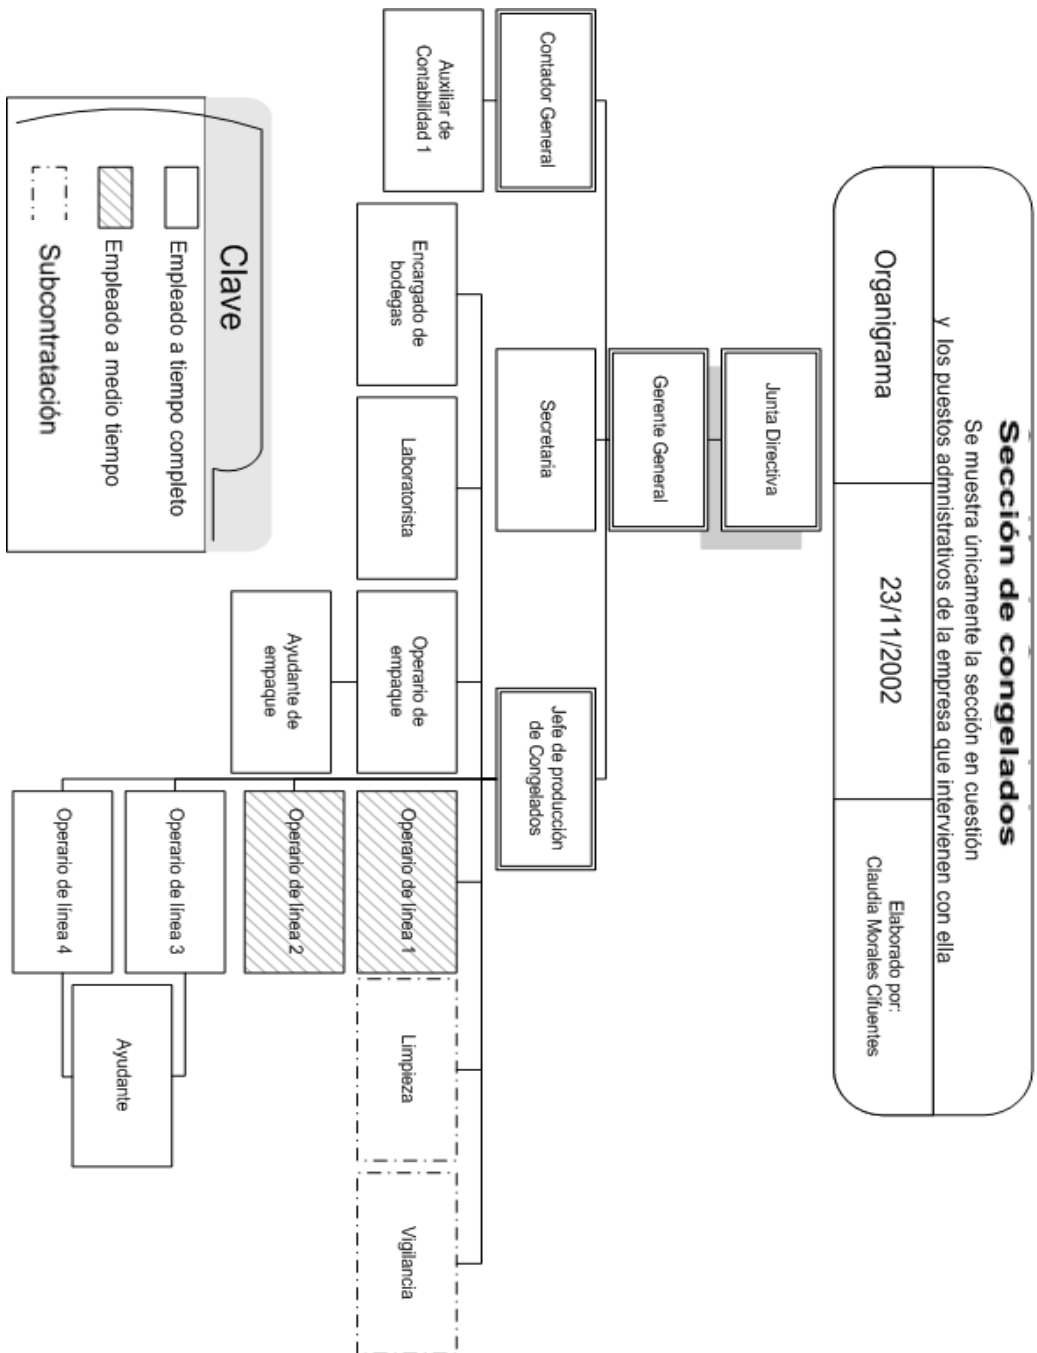 Sección de congelados
Se muestra únicamente la sección en cuestión
y los puestos admnistrativos de la empresa que intervienen con ella
Organigrama
23/11/2002
Elaborado por:
Claudia Morales Cifuentes
Junta Directiva
Gerente
General
Contador General
Secretaria
Jefe de producción
de Congelados
Auxiliar de
Contabilidad 1
Encargado de
bodegas
Laboratorista
Operario de
empaque
Operario de línea 1
Limpieza
Vigilancia
Ayudante de
empaque
Operario de línea 2
Operario de línea 3
Operario de línea 4
Ayudante
Clave
Empleado a tiempo completo
Empleado a medio tiempo
Subcontratación